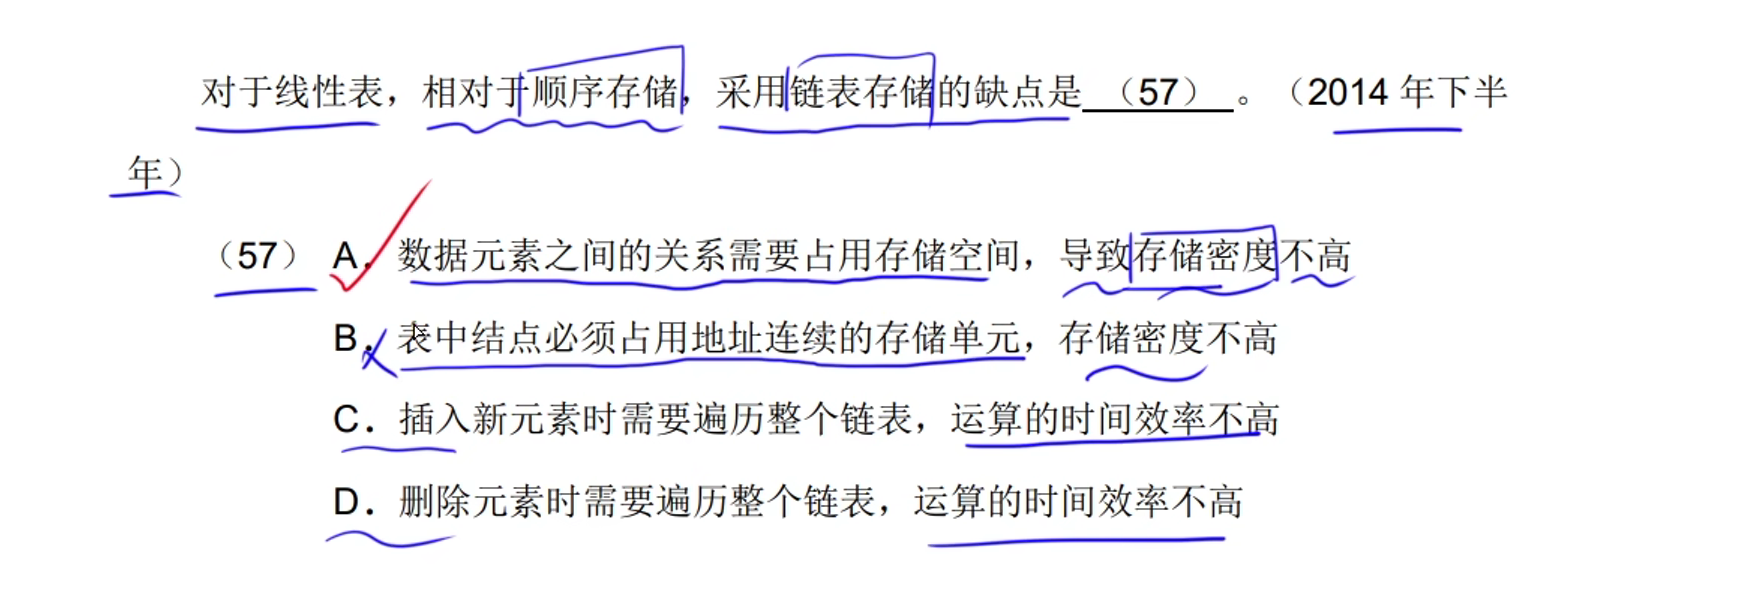 对于线性表，相对于顺序存储，采用链表存储的缺点是 （57） 。（2014 年下半
年）
（57） A．数据元素之间的关系需要占用存储空间，导致存储密度不高
B．表中结点必须占用地址连续的存储单元，存储密度不高
C．插入新元素时需要遍历整个链表，运算的时间效率不高
D．删除元素时需要遍历整个链表，运算的时间效率不高